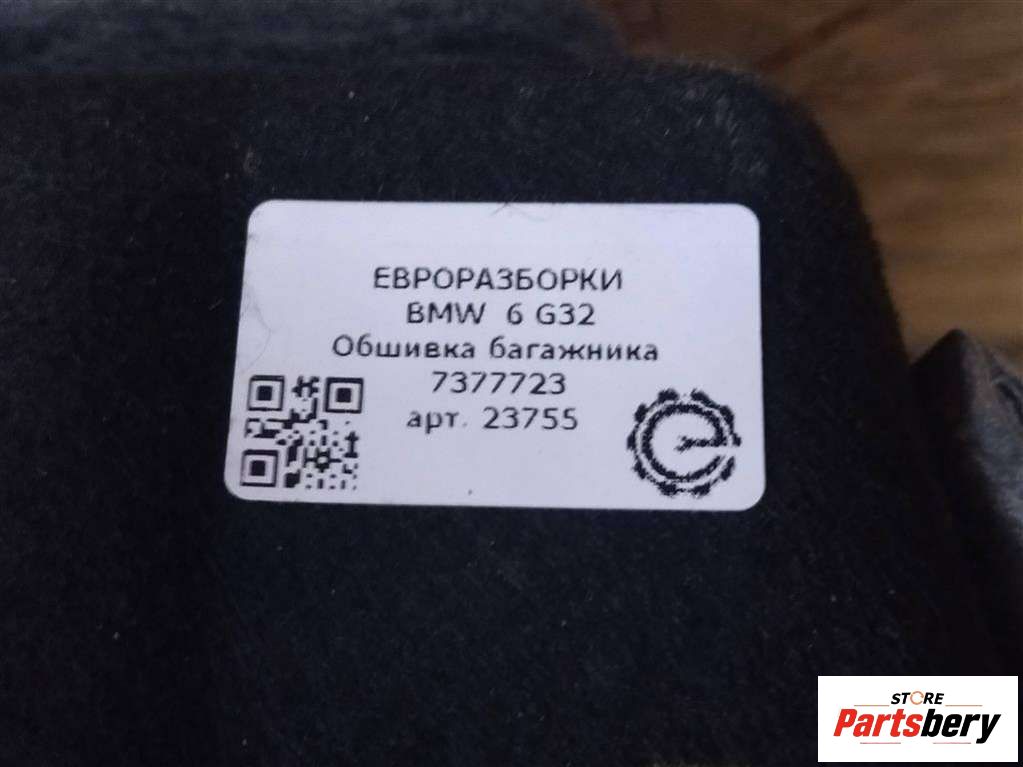 ЕВРОРАЗБОРКИ
BMW 6 G32
Обшивка багажника
7377723
арт. 23755
STORE
Partsbery